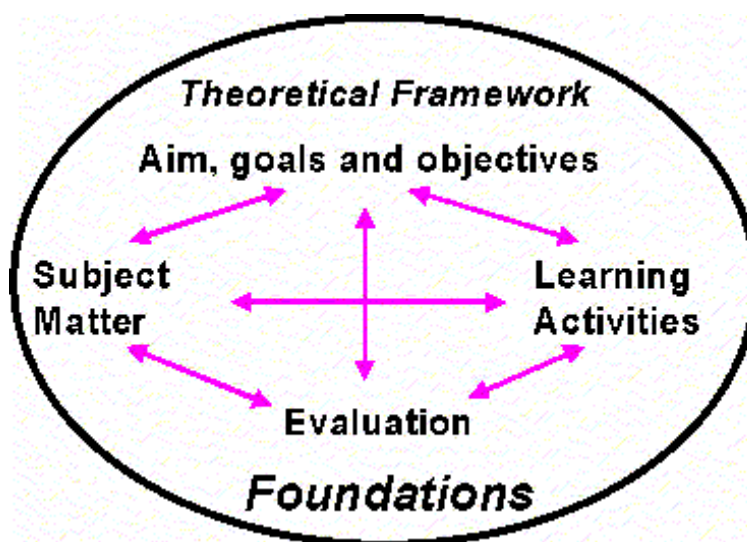 Theoretical Framework
Aim, goals and objectives
Subject
Matter
Learning
Activities
Evaluation
Foundations